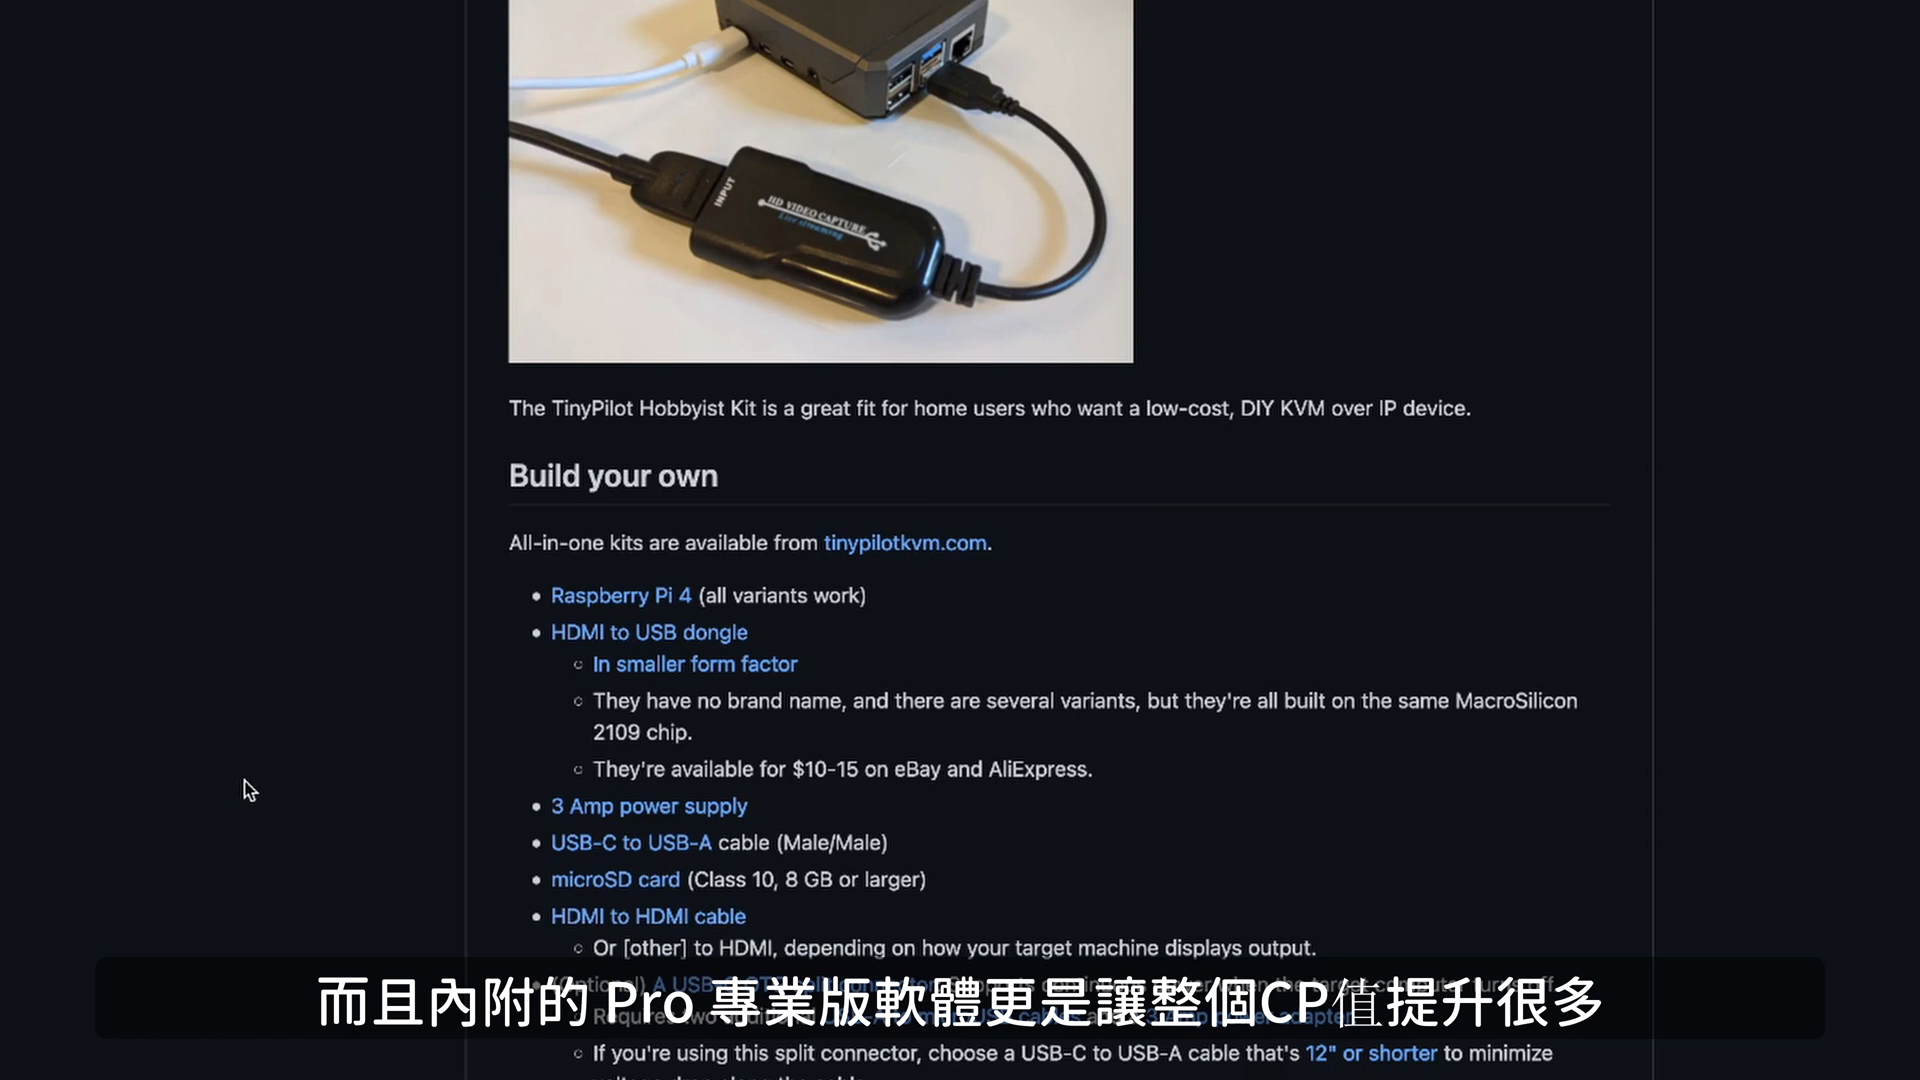 INPUT
HD VIDEO CAPTURE
Live streaming
The TinyPilot Hobbyist Kit is a great fit for home users who want a low-cost, DIY KVM over IP device.
Build your own
All-in-one kits are available from tinypilotkvm.com.
Raspberry Pi 4 (all variants work)
HDMI to USB dongle
In smaller form factor
They have no brand name, and there are several variants, but they're all built on the same MacroSilicon
2109 chip.
They're available for $10-15 on eBay and AliExpress.
3 Amp power supply
USB-C to USB-A cable (Male/Male)
microSD card (Class 10, 8 GB or larger)
HDMI to HDMI cable
Or [other] to HDMI, depending on how your target machine displays output.
而且內附的 Pro 專業版軟體更是讓整個CP值提升很多
If you're using this split connector, choose a USB-C to USB-A cable that's 12" or shorter to minimize